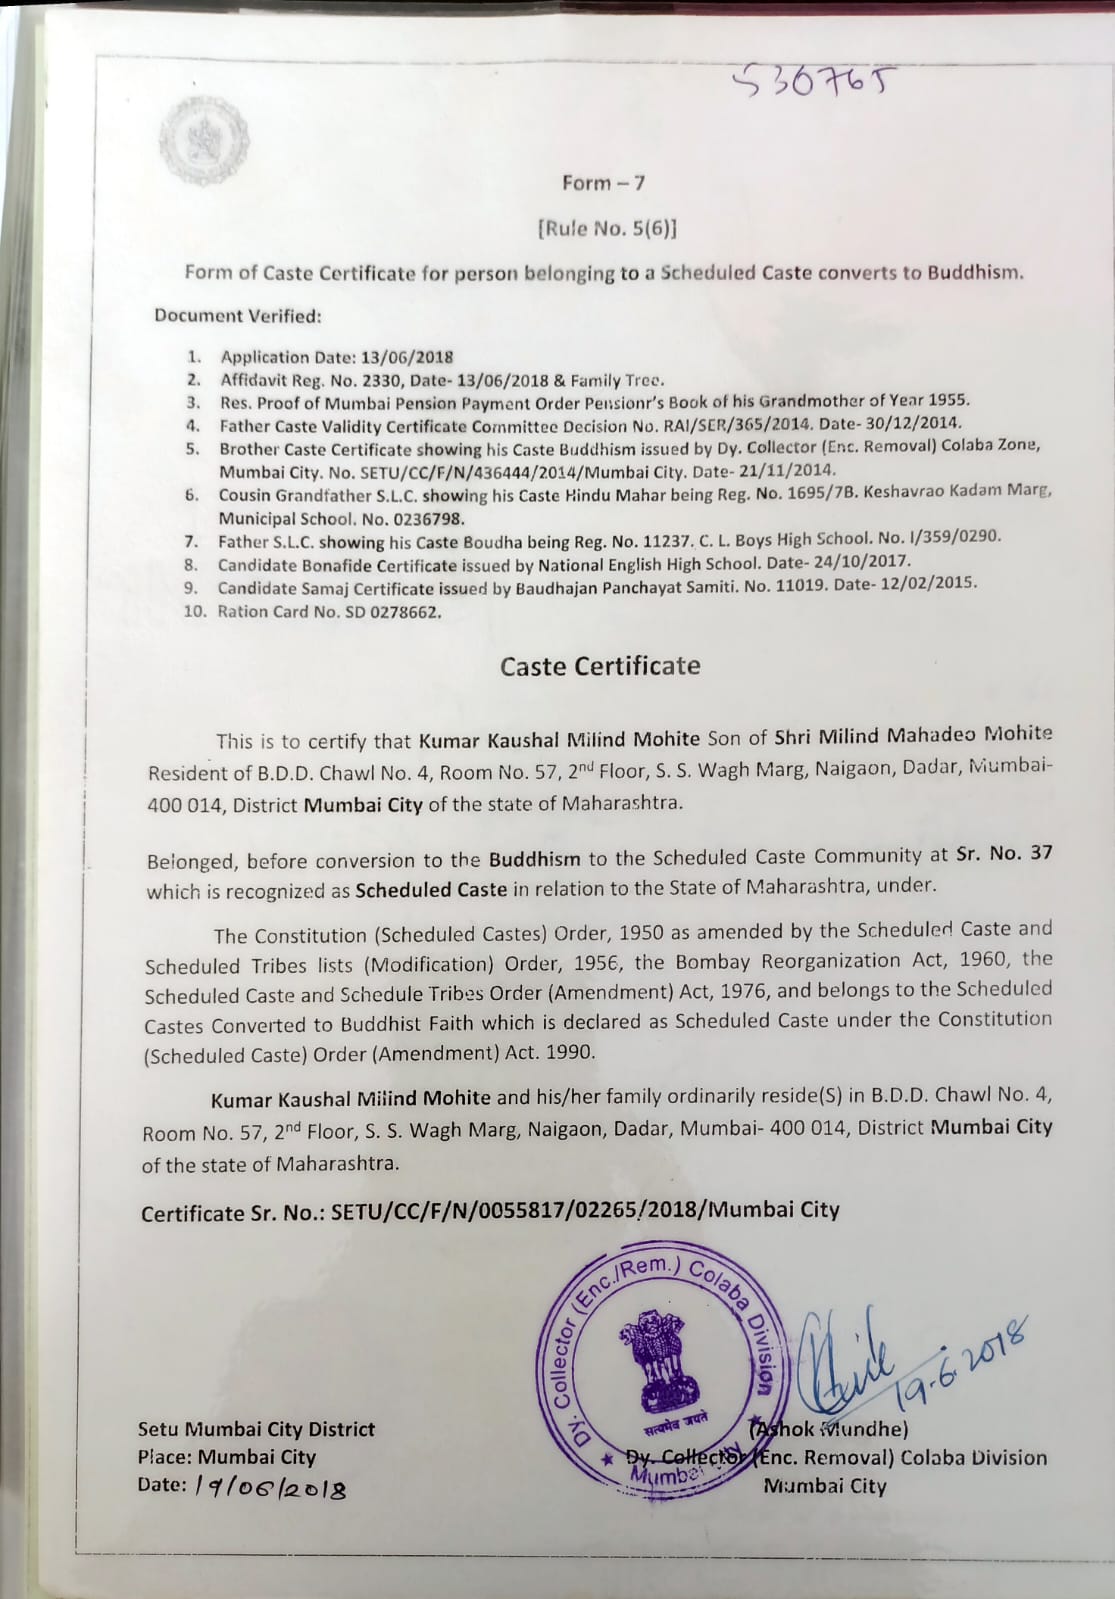 530765
Form – 7
[Rule No. 5(6)]
Form of Caste Certificate for person belonging to a Scheduled Caste converts to Buddhism.
Document Verified:
1. Application Date: 13/06/2018
2. Affidavit Reg. No. 2330, Date- 13/06/2018 & Family Tree.
3. Res. Proof of Mumbai Pension Payment Order Pensionr's Book of his Grandmother of Year 1955.
4. Father Caste Validity Certificate Committee Decision No. RAI/SER/365/2014. Date- 30/12/2014.
5. Brother Caste Certificate showing his Caste Buddhism issued by Dy. Collector (Enc. Removal) Colaba Zone,
Mumbai City. No. SETU/CC/F/N/436444/2014/Mumbai City. Date- 21/11/2014.
6. Cousin Grandfather S.L.C. showing his Caste Hindu Mahar being Reg. No. 1695/7B. Keshavrao Kadam Marg,
Municipal School. No. 0236798.
7. Father S.L.C. showing his Caste Boudha being Reg. No. 11237. C. L. Boys High School. No. I/359/0290.
8. Candidate Bonafide Certificate issued by National English High School. Date- 24/10/2017.
9. Candidate Samaj Certificate issued by Baudhajan Panchayat Samiti. No. 11019. Date- 12/02/2015.
10. Ration Card No. SD 0278662.
Caste Certificate
This is to certify that Kumar Kaushal Milind Mohite Son of Shri Milind Mahadeo Mohite
Resident of B.D.D. Chawl No. 4, Room No. 57, 2nd Floor, S. S. Wagh Marg, Naigaon, Dadar, Mumbai-
400 014, District Mumbai City of the state of Maharashtra.
Belonged, before conversion to the Buddhism to the Scheduled Caste Community at Sr. No. 37
which is recognized as Scheduled Caste in relation to the State of Maharashtra, under.
The Constitution (Scheduled Castes) Order, 1950 as amended by the Scheduled Caste and
Scheduled Tribes lists (Modification) Order, 1956, the Bombay Reorganization Act, 1960, the
Scheduled Caste and Schedule Tribes Order (Amendment) Act, 1976, and belongs to the Scheduled
Castes Converted to Buddhist Faith which is declared as Scheduled Caste under the Constitution
(Scheduled Caste) Order (Amendment) Act. 1990.
Kumar Kaushal Milind Mohite and his/her family ordinarily reside(S) in B.D.D. Chawl No. 4,
Room No. 57, 2nd Floor, S. S. Wagh Marg, Naigaon, Dadar, Mumbai- 400 014, District Mumbai City
of the state of Maharashtra.
Certificate Sr. No.: SETU/CC/F/N/0055817/02265/2018/Mumbai City
Dy. Collector (Enc./Rem.) Colaba Division
सत्यमेव जयते
Mumbai City
19.6.2018
Setu Mumbai City District
Place: Mumbai City
Date: 19/06/2018
(Ashok Mundhe)
Dy. Collector (Enc. Removal) Colaba Division
Mumbai City